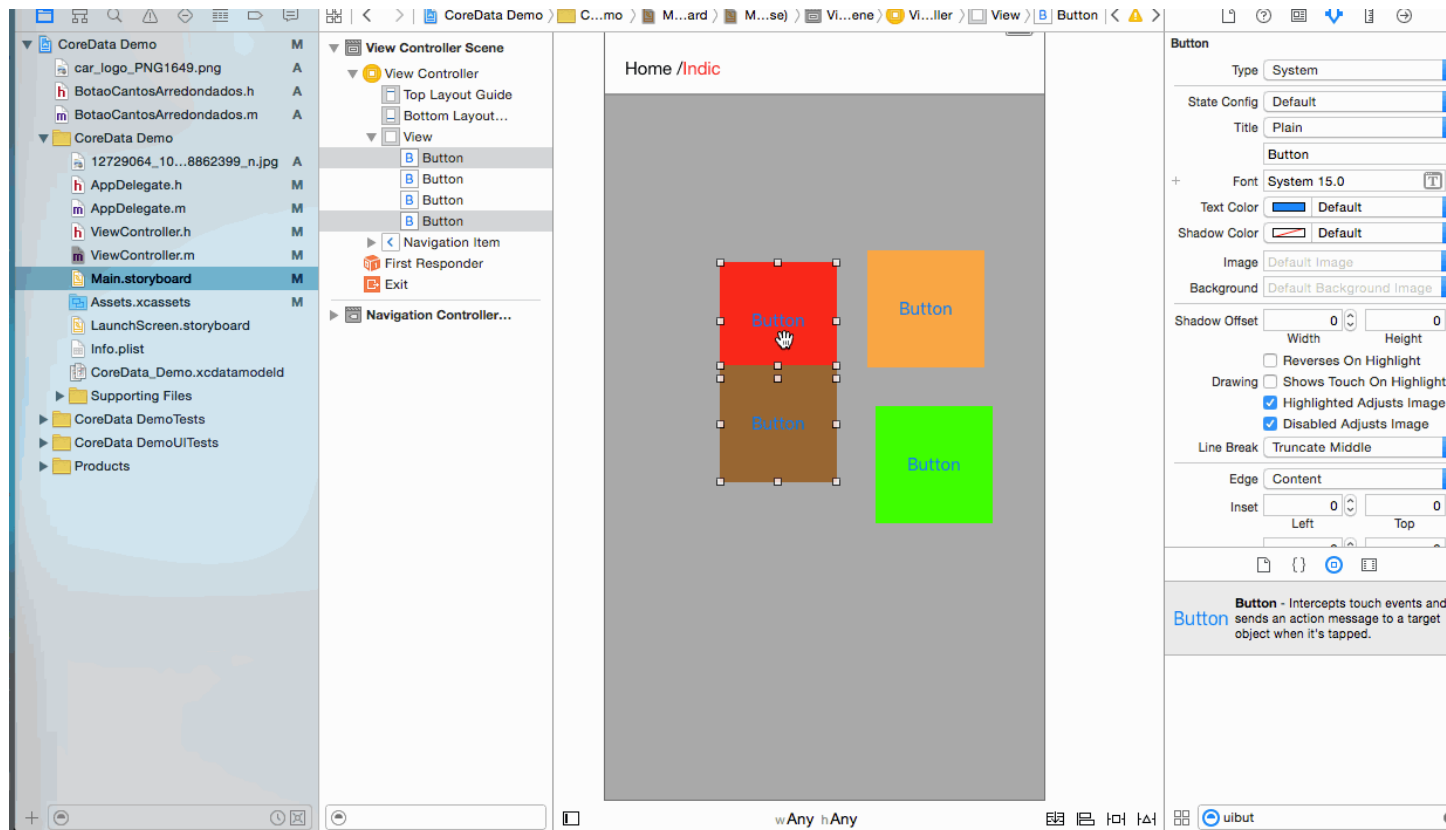 CoreData Demo
C...mo
M...ard
M...se)
Vi...ene
Vi...ller
View
B Button
CoreData Demo M
car_logo_PNG1649.png A
h BotaoCantosArredondados.h A
m BotaoCantosArredondados.m A
CoreData Demo
12729064_10...8862399_n.jpg A
h AppDelegate.h M
m AppDelegate.m M
h ViewController.h M
m ViewController.m M
Main.storyboard M
Assets.xcassets M
LaunchScreen.storyboard
Info.plist
CoreData_Demo.xcdatamodeld
Supporting Files
CoreData DemoTests
CoreData DemoUITests
Products
View Controller Scene
View Controller
Top Layout Guide
Bottom Layout...
View
B Button
B Button
B Button
B Button
Navigation Item
First Responder
Exit
Navigation Controller...
Home /Indic
Button
Button
Button
Button
wAny hAny
Button
Type System
State Config Default
Title Plain
Button
Font System 15.0 T
Text Color Default
Shadow Color Default
Image Default Image
Background Default Background Image
Shadow Offset 0 0
Width Height
Reverses On Highlight
Drawing Shows Touch On Highlight
Highlighted Adjusts Image
Disabled Adjusts Image
Line Break Truncate Middle
Edge Content
Inset 0 0
Left Top
{}
Button
Button - Intercepts touch events and
sends an action message to a target
object when it's tapped.
uibut